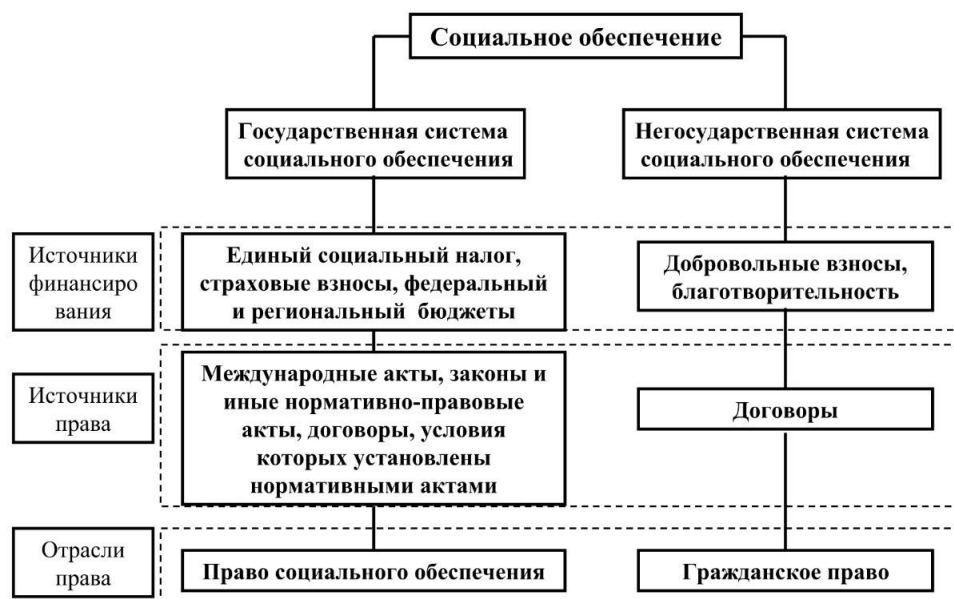 Социальное обеспечение
Государственная система
социального обеспечения
Негосударственная система
социального обеспечения
Источники
финансиро
вания
Единый социальный налог,
страховые взносы, федеральный
и региональный бюджеты
Добровольные взносы,
благотворительность
Источники
права
Международные акты, законы и
иные нормативно-правовые
акты, договоры, условия
которых установлены
нормативными актами
Договоры
Отрасли
права
Право социального обеспечения
Гражданское право